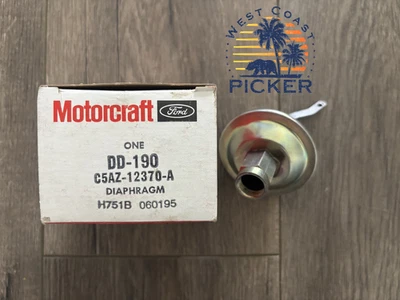 West Coast
PICKER
Motorcraft Ford
ONE
DD-190
C5AZ-12370-A
DIAPHRAGM
H751B 060195